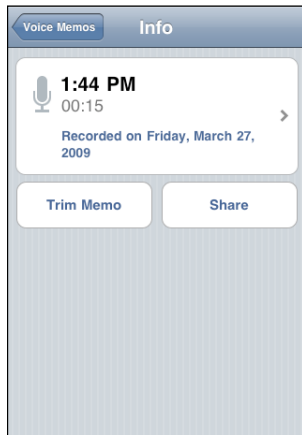 Voice Memos
Info
1:44 PM
00:15
Recorded on Friday, March 27,
2009
Trim Memo
Share